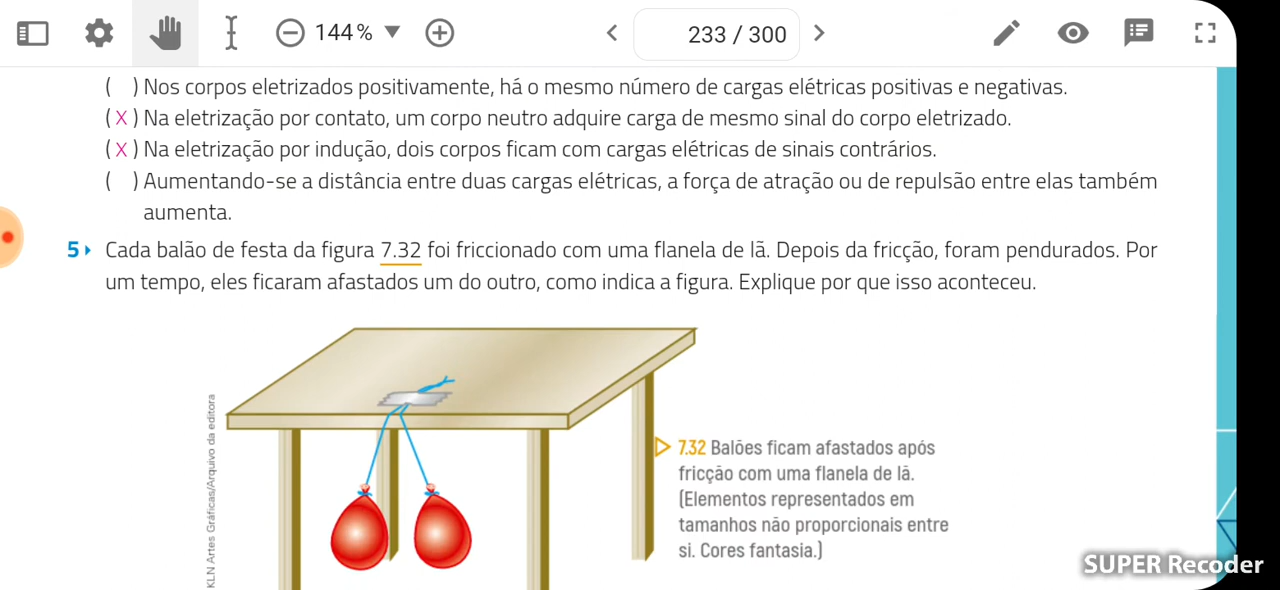 144%
233 / 300
( ) Nos corpos eletrizados positivamente, há o mesmo número de cargas elétricas positivas e negativas.
( X ) Na eletrização por contato, um corpo neutro adquire carga de mesmo sinal do corpo eletrizado.
( X ) Na eletrização por indução, dois corpos ficam com cargas elétricas de sinais contrários.
( ) Aumentando-se a distância entre duas cargas elétricas, a força de atração ou de repulsão entre elas também
aumenta.
5 Cada balão de festa da figura 7.32 foi friccionado com uma flanela de lã. Depois da fricção, foram pendurados. Por
um tempo, eles ficaram afastados um do outro, como indica a figura. Explique por que isso aconteceu.
KLN Artes Gráficas/Arquivo da editora
7.32 Balões ficam afastados após
fricção com uma flanela de lã.
(Elementos representados em
tamanhos não proporcionais entre
si. Cores fantasia.)
SUPER Recoder